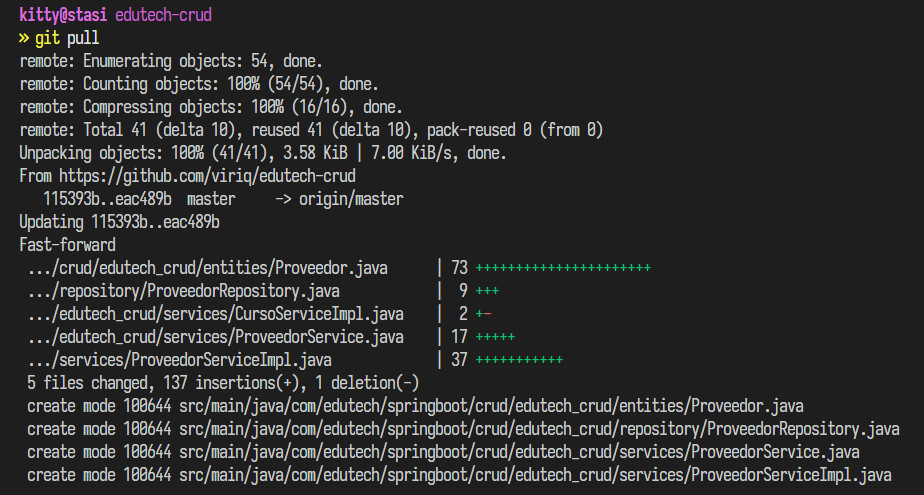 kitty@stasi edutech-crud
» git pull
remote: Enumerating objects: 54, done.
remote: Counting objects: 100% (54/54), done.
remote: Compressing objects: 100% (16/16), done.
remote: Total 41 (delta 10), reused 41 (delta 10), pack-reused 0 (from 0)
Unpacking objects: 100% (41/41), 3.58 KiB | 7.00 KiB/s, done.
From https://github.com/viriq/edutech-crud
   115393b..eac489b  master     -> origin/master
Updating 115393b..eac489b
Fast-forward
 .../crud/edutech_crud/entities/Proveedor.java      | 73 ++++++++++++++++++++++
 .../repository/ProveedorRepository.java            |  9 +++
 .../edutech_crud/services/CursoServiceImpl.java    |  2 +-
 .../edutech_crud/services/ProveedorService.java    | 17 +++++
 .../services/ProveedorServiceImpl.java             | 37 +++++++++++
 5 files changed, 137 insertions(+), 1 deletion(-)
 create mode 100644 src/main/java/com/edutech/springboot/crud/edutech_crud/entities/Proveedor.java
 create mode 100644 src/main/java/com/edutech/springboot/crud/edutech_crud/repository/ProveedorRepository.java
 create mode 100644 src/main/java/com/edutech/springboot/crud/edutech_crud/services/ProveedorService.java
 create mode 100644 src/main/java/com/edutech/springboot/crud/edutech_crud/services/ProveedorServiceImpl.java